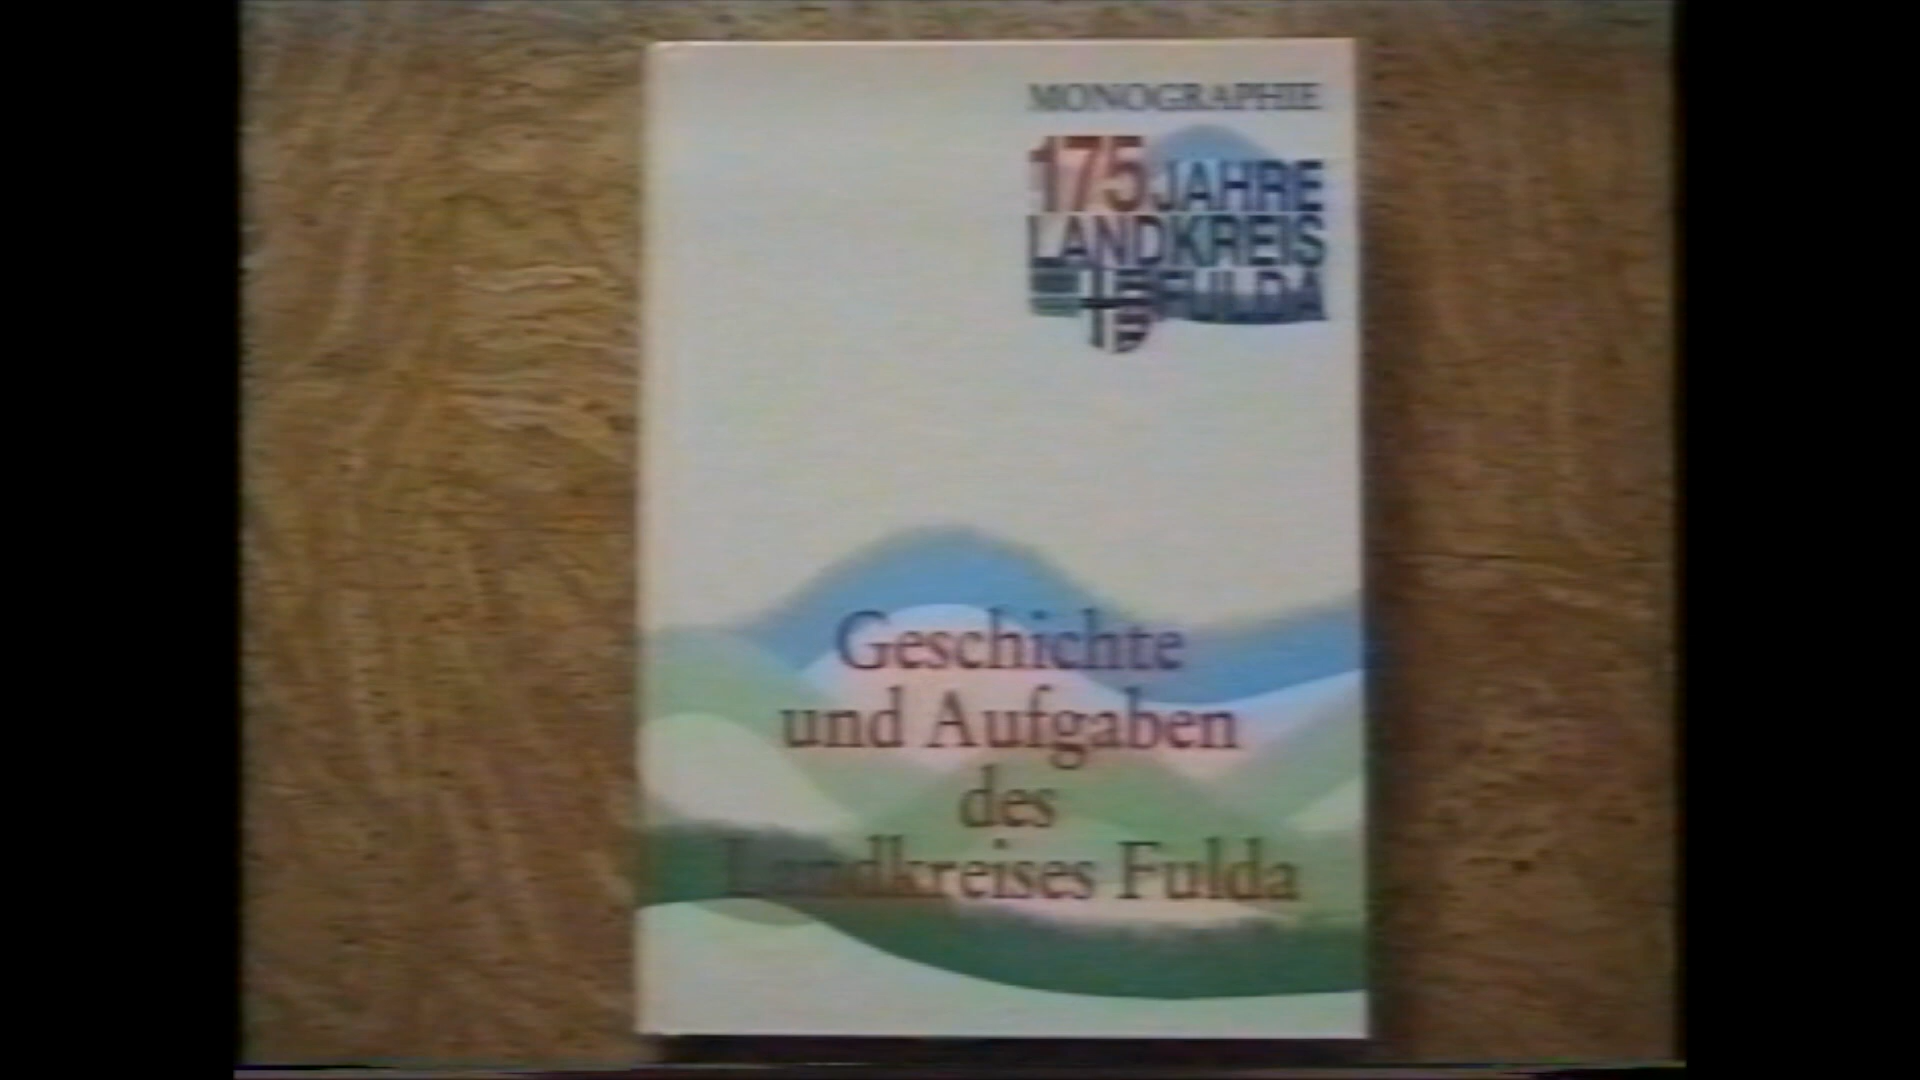 MONOGRAPHIE
175 JAHRE
LANDKREIS
FULDA
Geschichte
und Aufgaben
des
Landkreises Fulda